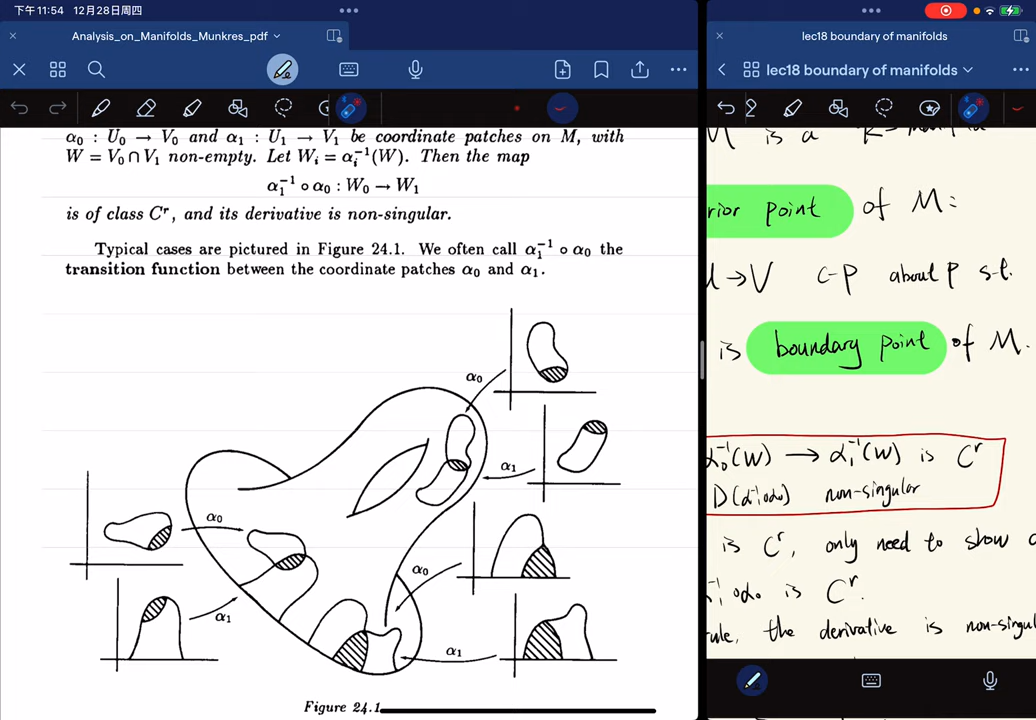 下午11:54 12月28日周四
Analysis_on_Manifolds_Munkres_pdf
lec18 boundary of manifolds
lec18 boundary of manifolds
α₀ : U₀ → V₀ and α₁ : U₁ → V₁ be coordinate patches on M, with
W = V₀ ∩ V₁ non-empty. Let Wᵢ = αᵢ⁻¹(W). Then the map
α₁⁻¹ ∘ α₀ : W₀ → W₁
is of class Cʳ, and its derivative is non-singular.
Typical cases are pictured in Figure 24.1. We often call α₁⁻¹ ∘ α₀ the
transition function between the coordinate patches α₀ and α₁.
α₀
α₁
α₀
α₀
α₁
α₁
Figure 24.1
is a k-
rior point of M:
→V c-p about p s.t.
is boundary point of M.
α₀⁻¹(W) → α₁⁻¹(W) is Cʳ
D(α₁⁻¹∘α₀) non-singular
is Cʳ, only need to show
∘α₀ is Cʳ.
rule, the derivative is non-singul